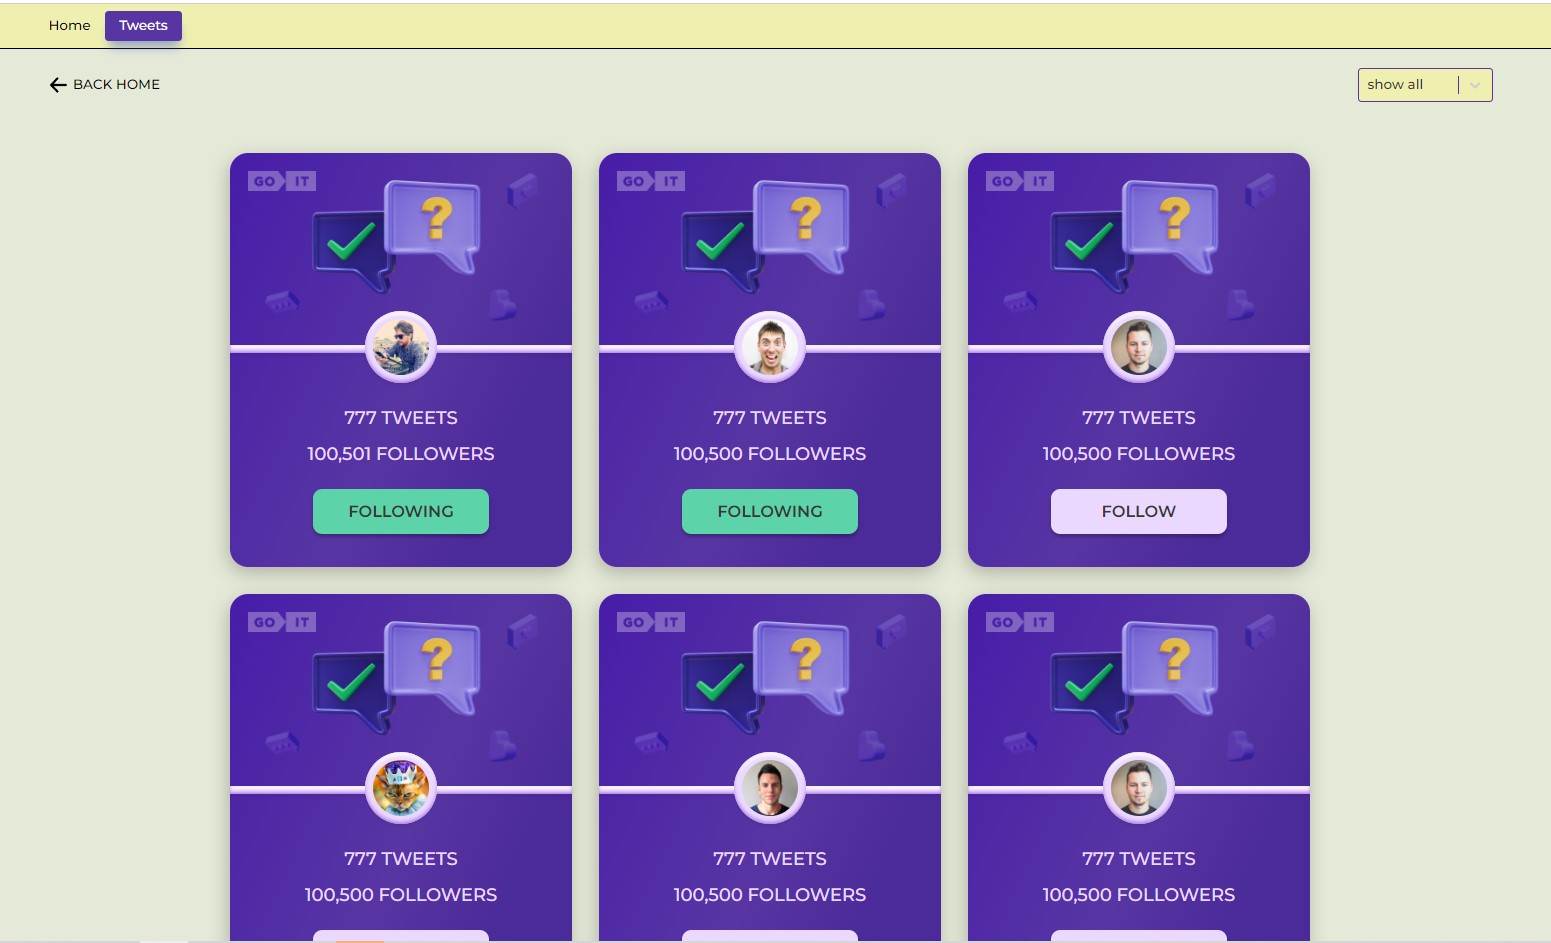 Home Tweets
BACK HOME show all
GO IT GO IT GO IT
? ? ?
777 TWEETS 777 TWEETS 777 TWEETS
100,501 FOLLOWERS 100,500 FOLLOWERS 100,500 FOLLOWERS
FOLLOWING FOLLOWING FOLLOW
GO IT GO IT GO IT
? ? ?
777 TWEETS 777 TWEETS 777 TWEETS
100,500 FOLLOWERS 100,500 FOLLOWERS 100,500 FOLLOWERS